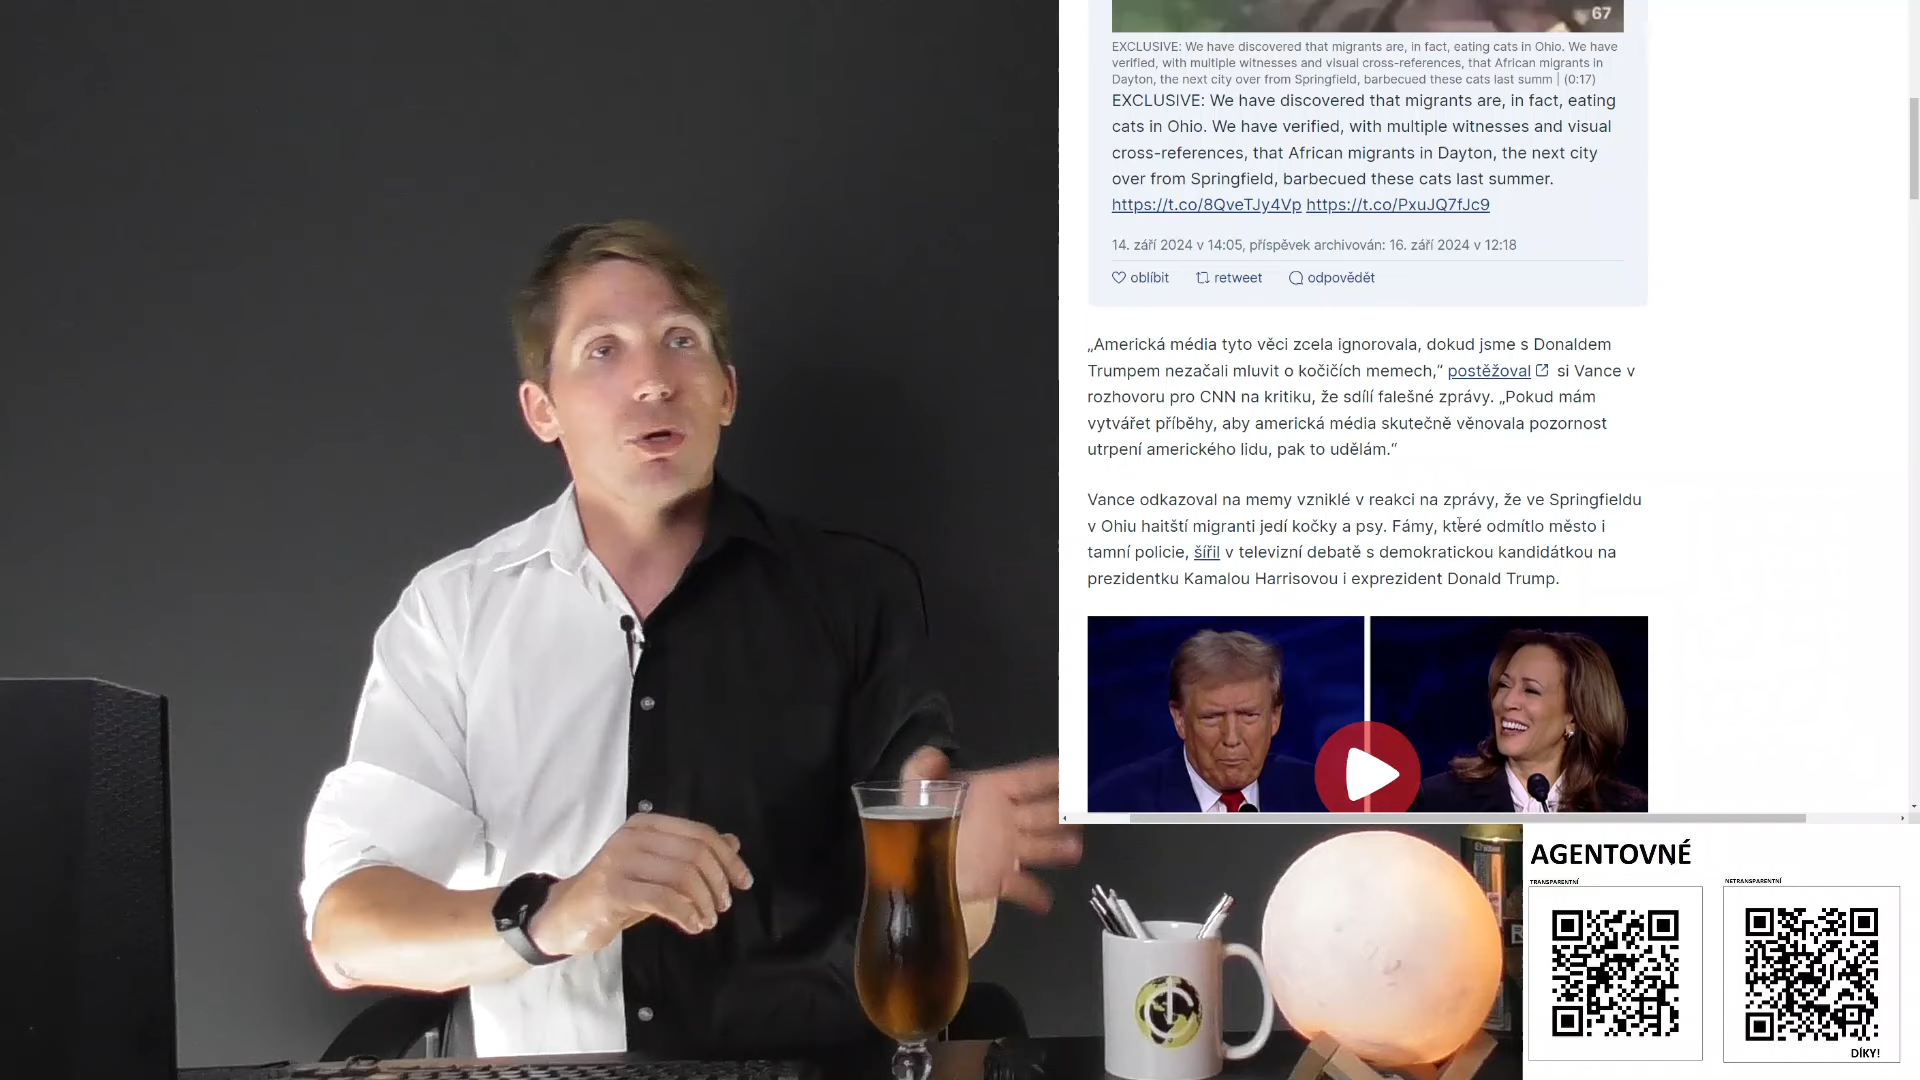 67
EXCLUSIVE: We have discovered that migrants are, in fact, eating cats in Ohio. We have
verified, with multiple witnesses and visual cross-references, that African migrants in
Dayton, the next city over from Springfield, barbecued these cats last summ | (0:17)
EXCLUSIVE: We have discovered that migrants are, in fact, eating
cats in Ohio. We have verified, with multiple witnesses and visual
cross-references, that African migrants in Dayton, the next city
over from Springfield, barbecued these cats last summer.
https://t.co/8QveTJy4Vp https://t.co/PxuJQ7fJc9
14. září 2024 v 14:05, příspěvek archivován: 16. září 2024 v 12:18
oblíbit retweet odpovědět
„Americká média tyto věci zcela ignorovala, dokud jsme s Donaldem
Trumpem nezačali mluvit o kočičích memech,“ postěžoval si Vance v
rozhovoru pro CNN na kritiku, že sdílí falešné zprávy. „Pokud mám
vytvářet příběhy, aby americká média skutečně věnovala pozornost
utrpení amerického lidu, pak to udělám.“
Vance odkazoval na memy vzniklé v reakci na zprávy, že ve Springfieldu
v Ohiu haitští migranti jedí kočky a psy. Fámy, které odmítlo město i
tamní policie, šířil v televizní debatě s demokratickou kandidátkou na
prezidentku Kamalou Harrisovou i exprezident Donald Trump.
AGENTOVNÉ
TRANSPARENTNÍ
NETRANSPARENTNÍ
DÍKY!